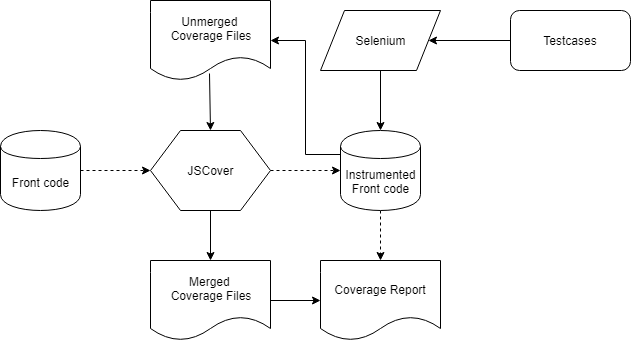 Unmerged
Coverage Files
Selenium
Testcases
Front code
JSCover
Instrumented
Front code
Merged
Coverage Files
Coverage Report